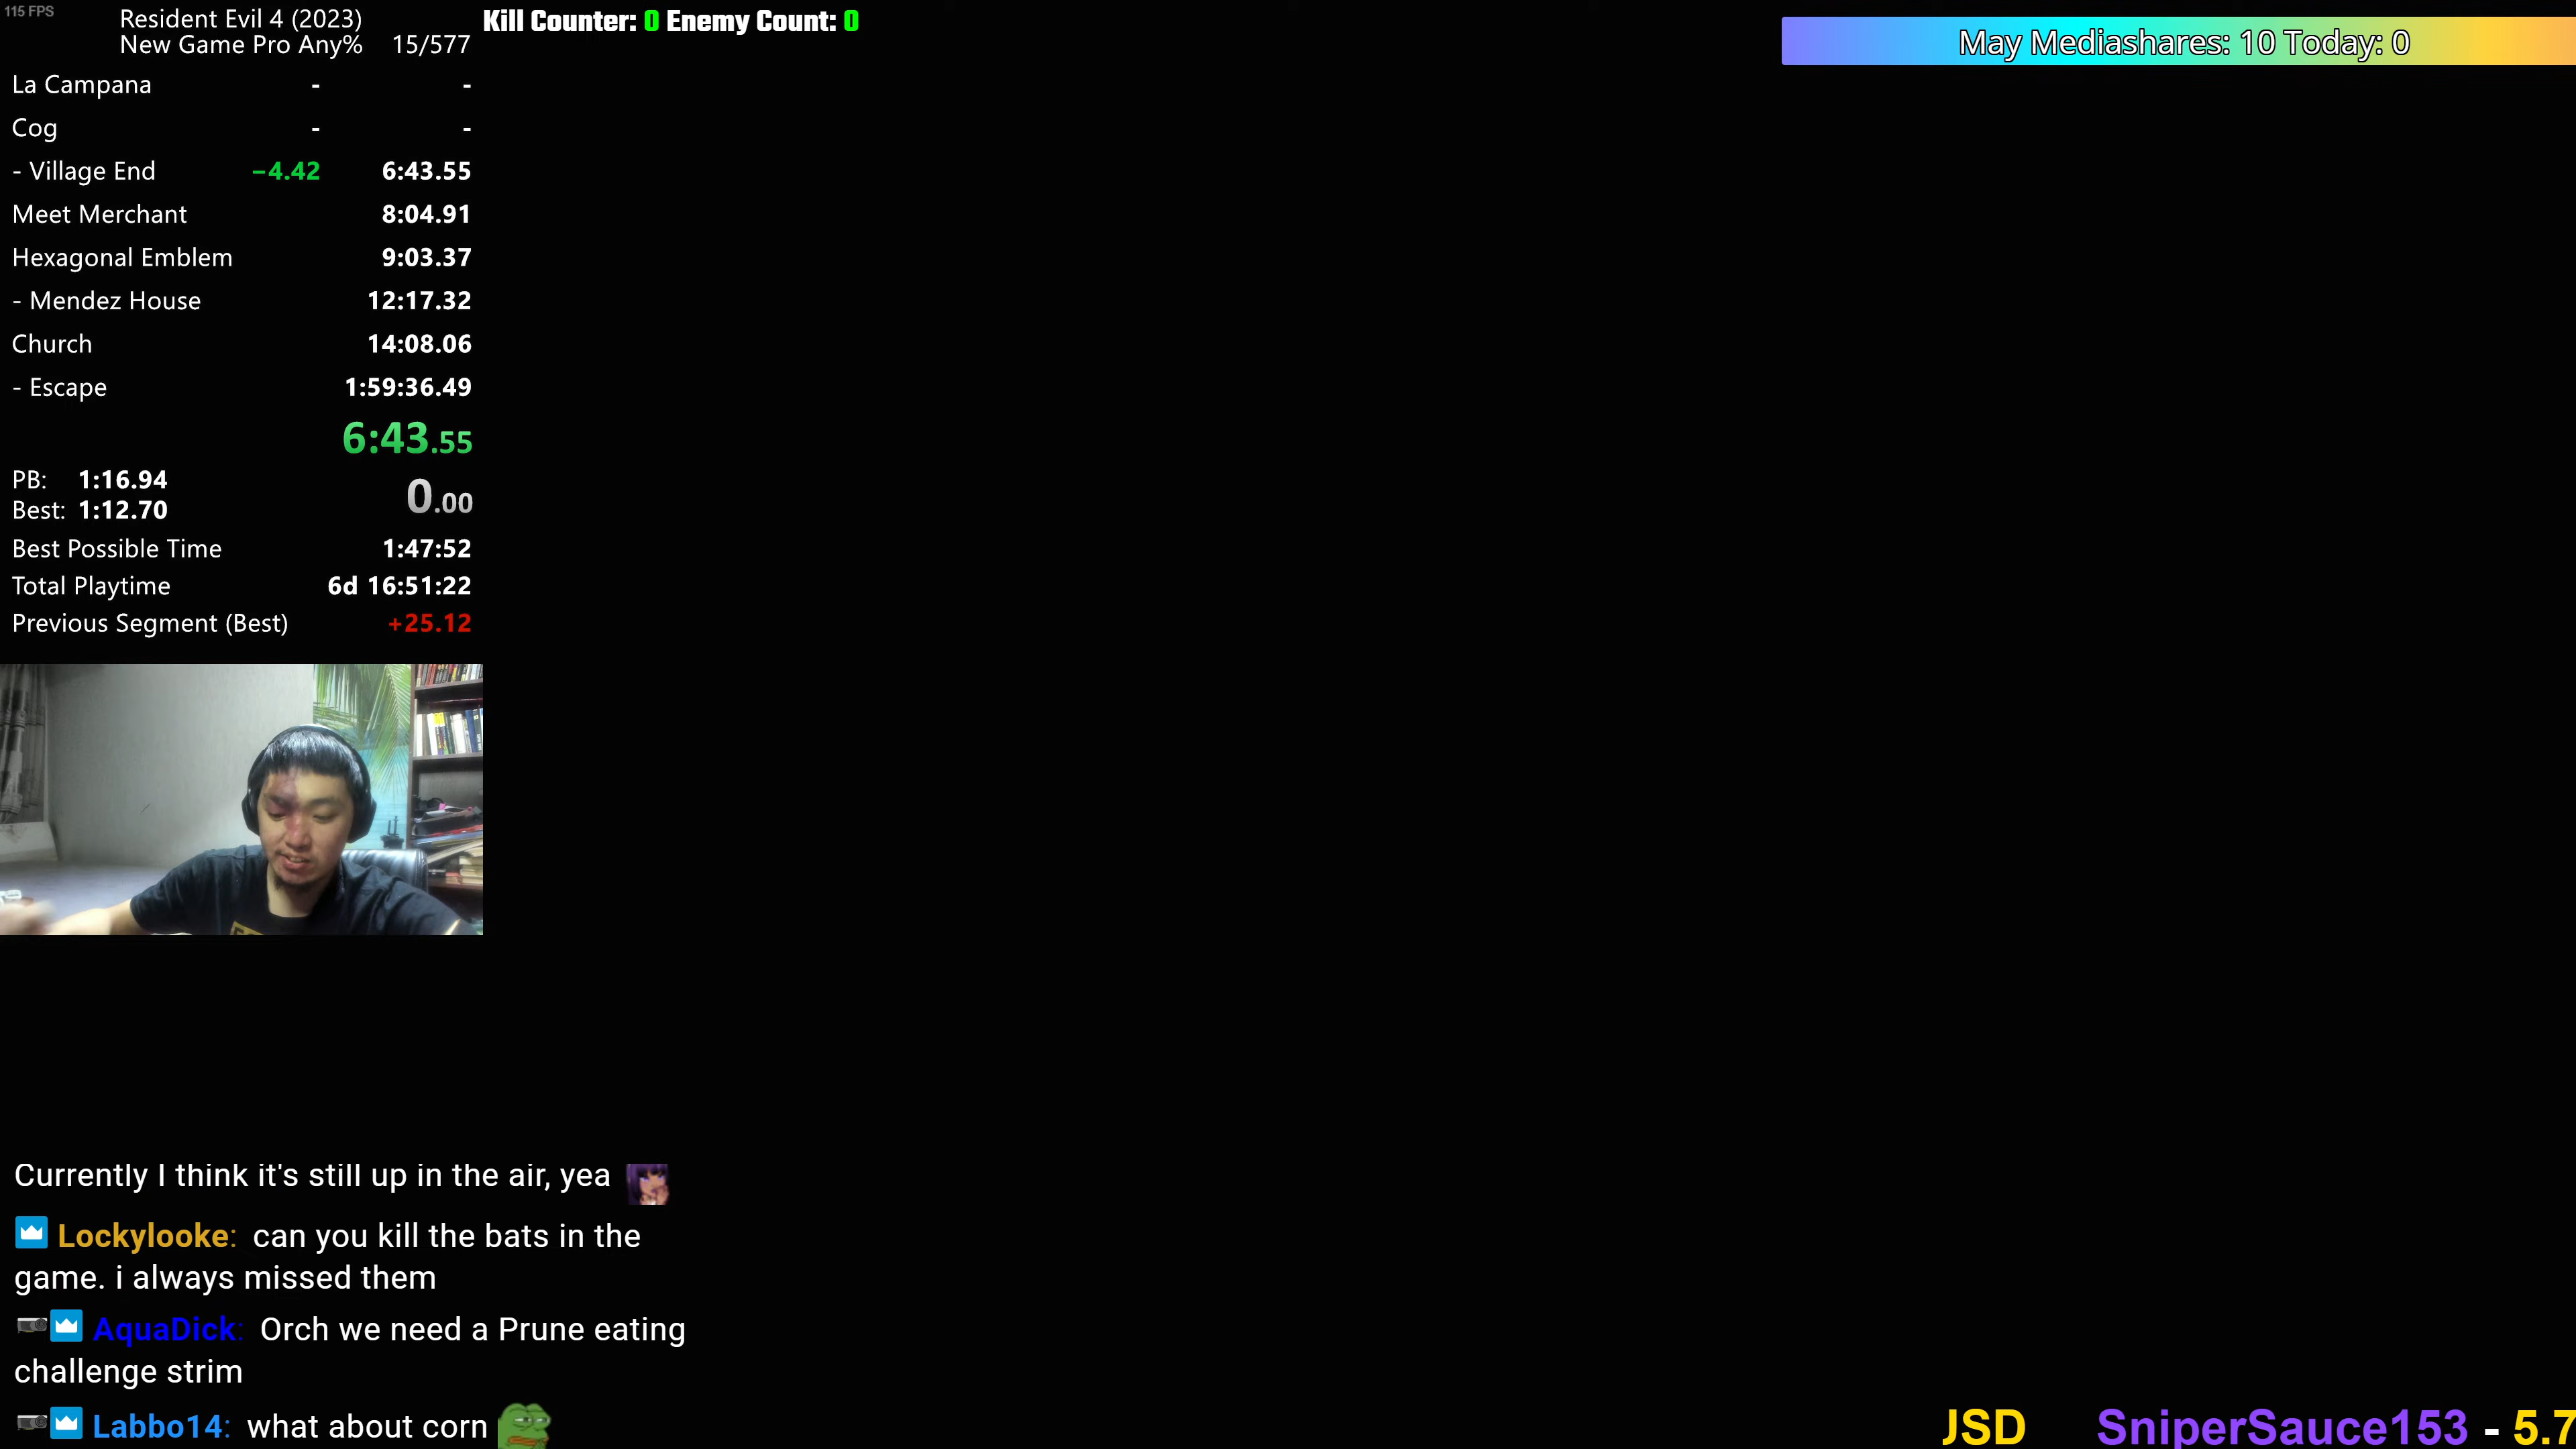 115 FPS
Resident Evil 4 (2023)
New Game Pro Any% 15/577
Kill Counter: 0 Enemy Count: 0
May Mediashares: 10 Today: 0
La Campana - -
Cog - -
- Village End −4.42 6:43.55
Meet Merchant 8:04.91
Hexagonal Emblem 9:03.37
- Mendez House 12:17.32
Church 14:08.06
- Escape 1:59:36.49
6:43.55
PB: 1:16.94
0.00
Best: 1:12.70
Best Possible Time 1:47:52
Total Playtime 6d 16:51:22
Previous Segment (Best) +25.12
Currently I think it's still up in the air, yea
Lockylooke: can you kill the bats in the
game. i always missed them
AquaDick: Orch we need a Prune eating
challenge strim
Labbo14: what about corn
JSD SniperSauce153 - 5.7